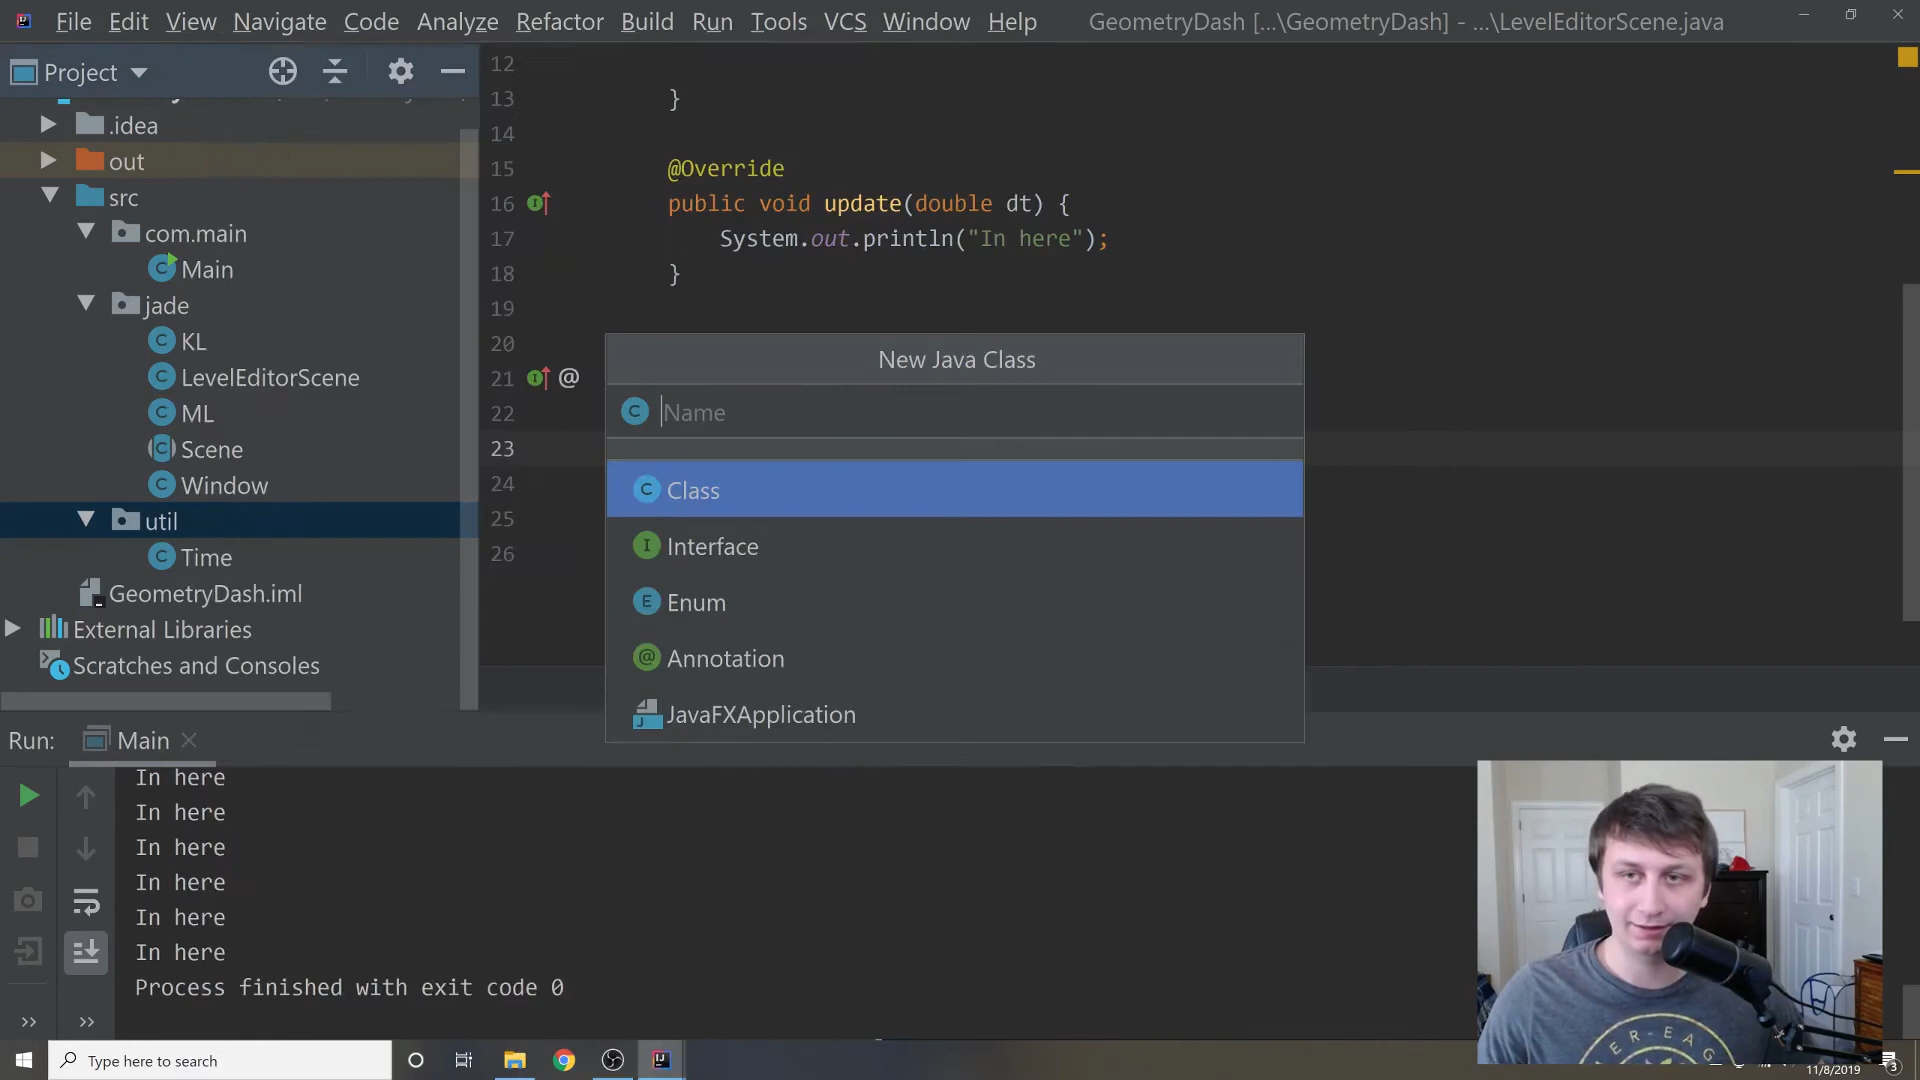 File Edit View Navigate Code Analyze Refactor Build Run Tools VCS Window Help GeometryDash [...\GeometryDash] - ...\LevelEditorScene.java
Project
.idea
out
src
com.main
Main
jade
KL
LevelEditorScene
ML
Scene
Window
util
Time
GeometryDash.iml
External Libraries
Scratches and Consoles
12
13 }
14
15 @Override
16 public void update(double dt) {
17 System.out.println("In here");
18 }
19
20
21 @
22
23
24
25
26
New Java Class
Name
Class
Interface
Enum
Annotation
JavaFXApplication
Run: Main
In here
In here
In here
In here
In here
In here
Process finished with exit code 0
Type here to search
11/8/2019
3